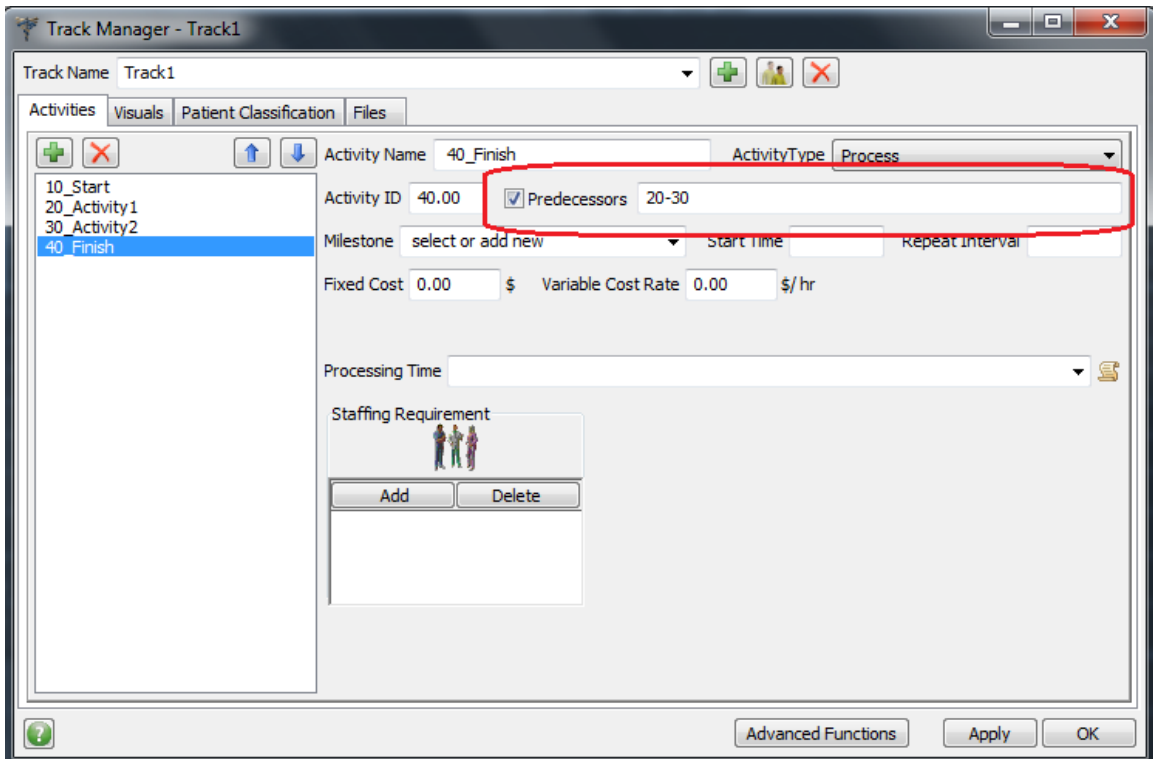 Track Manager - Track1
Track Name Track1
Activities Visuals Patient Classification Files
Activity Name 40_Finish ActivityType Process
10_Start
20_Activity1
30_Activity2
40_Finish
Activity ID 40.00 Predecessors 20-30
Milestone select or add new Start Time Repeat Interval
Fixed Cost 0.00 $ Variable Cost Rate 0.00 $/hr
Processing Time
Staffing Requirement
Add Delete
Advanced Functions Apply OK